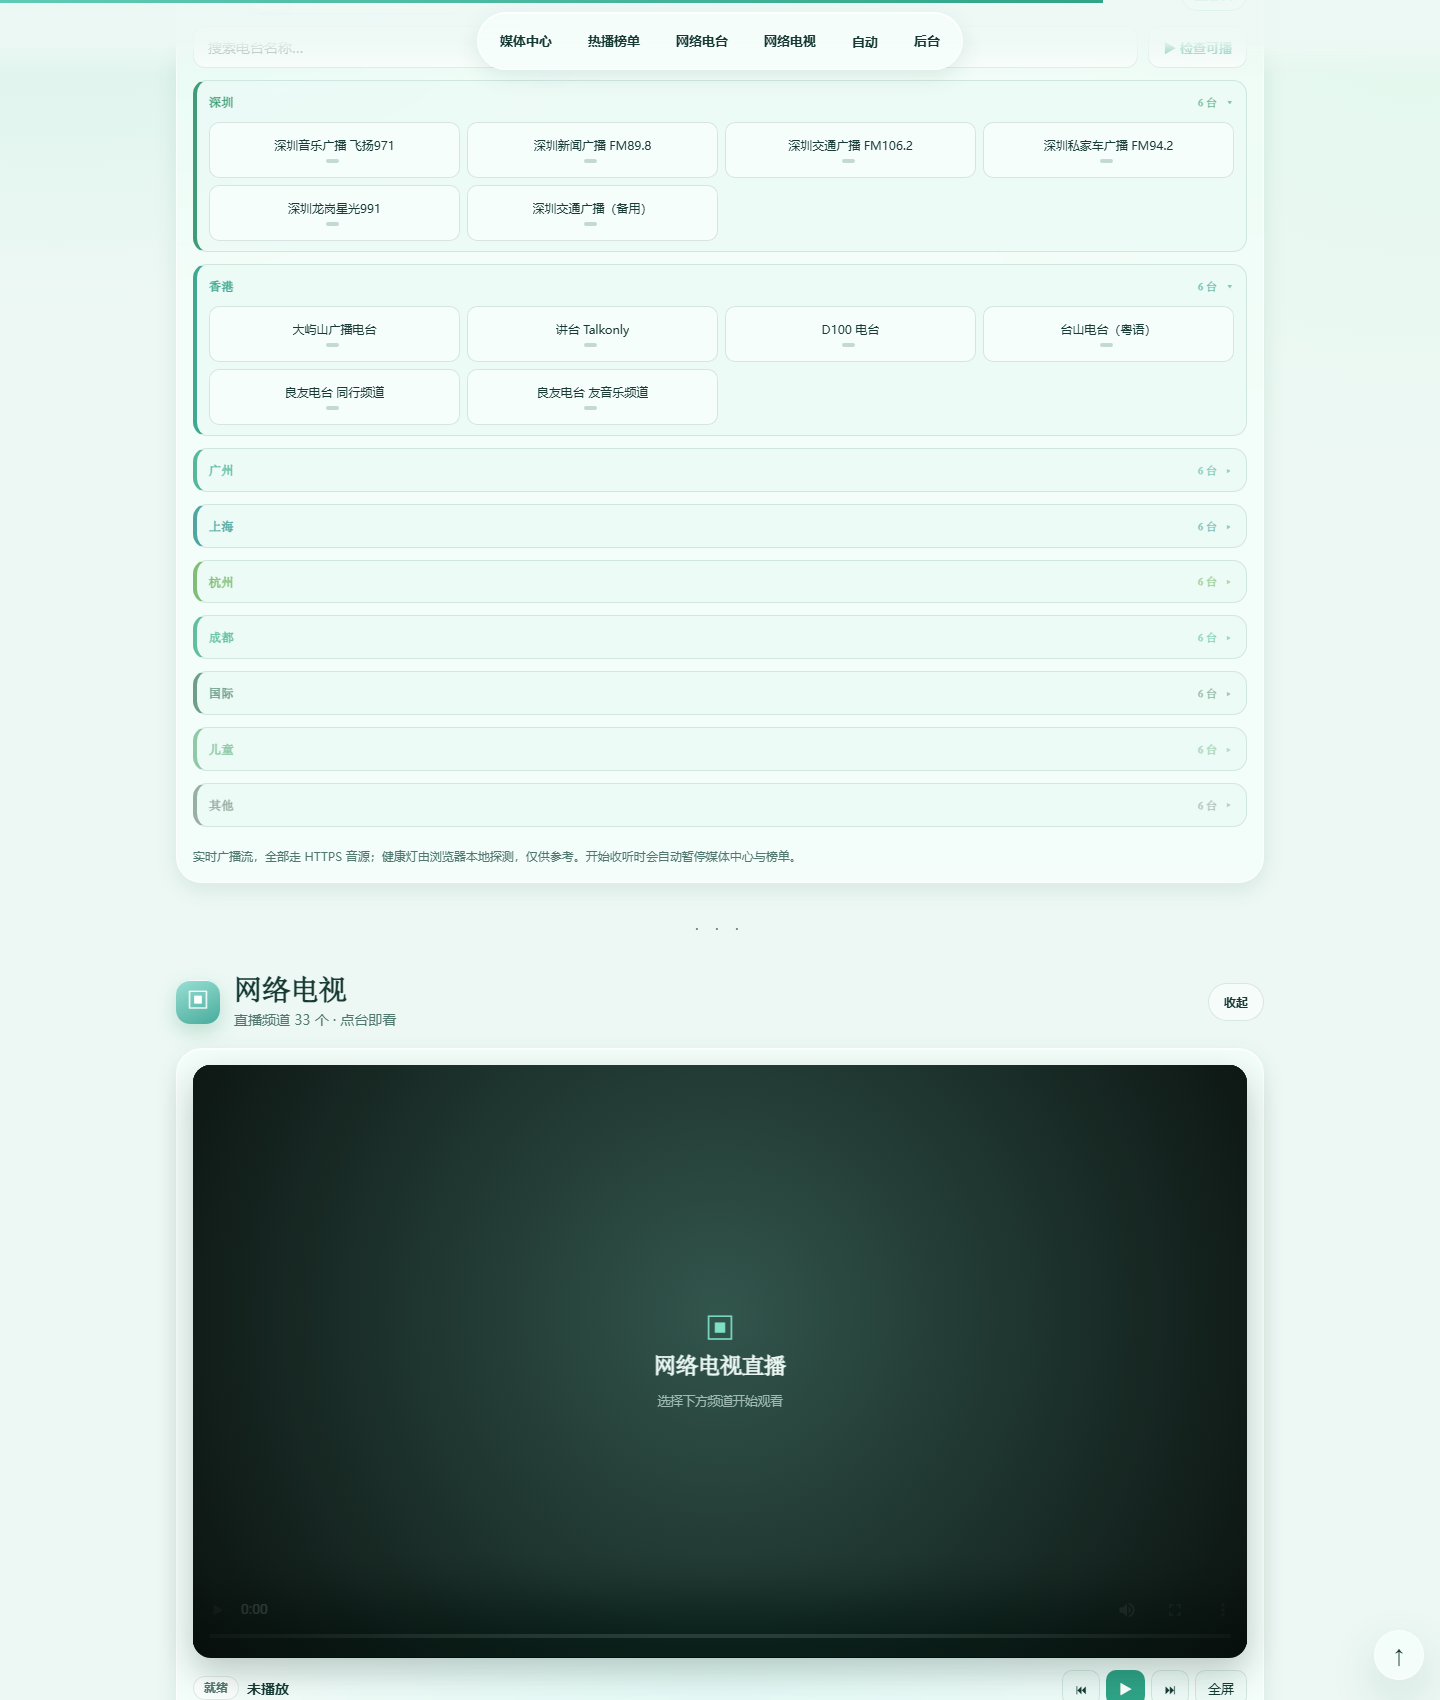 媒体中心 热播榜单 网络电台 网络电视 自动 后台
搜索电台名称...
▶ 检查可播
深圳 6 台
深圳音乐广播 飞扬971
深圳新闻广播 FM89.8
深圳交通广播 FM106.2
深圳私家车广播 FM94.2
深圳龙岗星光991
深圳交通广播（备用）
香港 6 台
大屿山广播电台
讲台 Talkonly
D100 电台
台山电台（粤语）
良友电台 同行频道
良友电台 友音乐频道
广州 6 台
上海 6 台
杭州 6 台
成都 6 台
国际 6 台
儿童 6 台
其他 6 台
实时广播流，全部走 HTTPS 音源；健康灯由浏览器本地探测，仅供参考。开始收听时会自动暂停媒体中心与榜单。
· · ·
网络电视
直播频道 33 个 · 点台即看
收起
网络电视直播
选择下方频道开始观看
0:00
就绪 未播放
全屏
↑